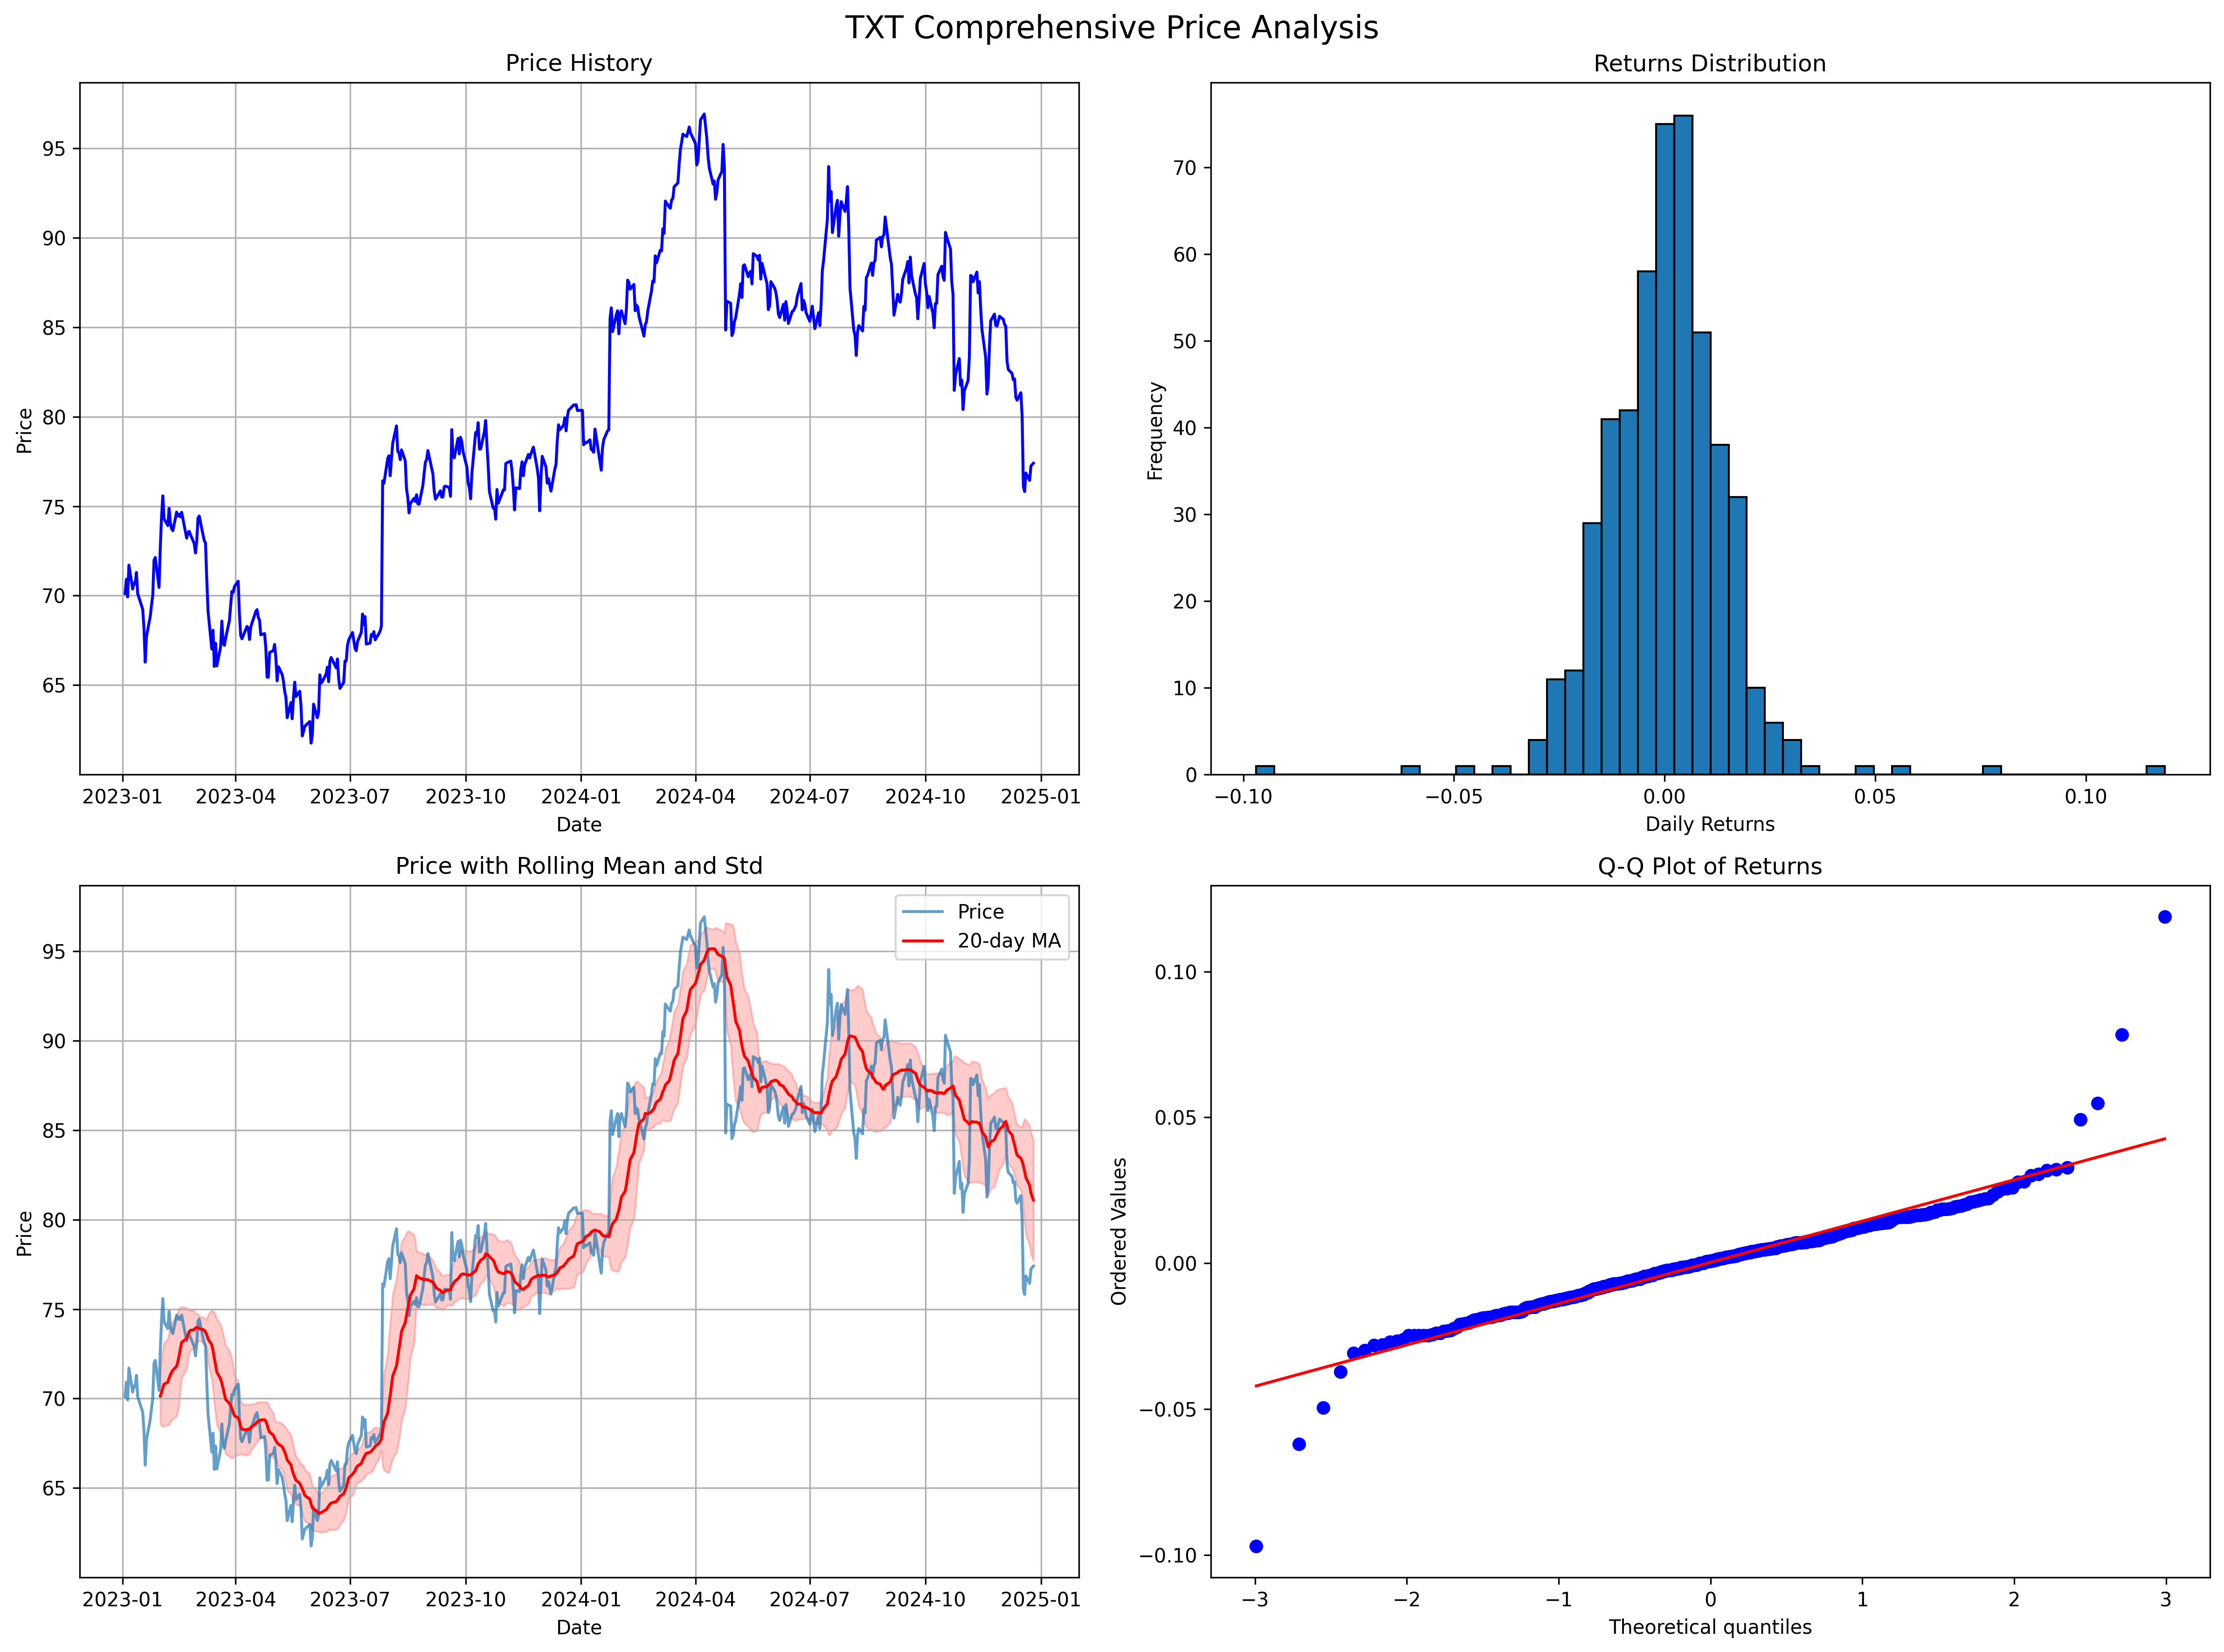 TXT Comprehensive Price Analysis
Price History
95
90
85
80
75
70
65
Price
2023-01 2023-04 2023-07 2023-10 2024-01 2024-04 2024-07 2024-10 2025-01
Date
Returns Distribution
70
60
50
40
30
20
10
0
Frequency
−0.10 −0.05 0.00 0.05 0.10
Daily Returns
Price with Rolling Mean and Std
Price
20-day MA
95
90
85
80
75
70
65
Price
2023-01 2023-04 2023-07 2023-10 2024-01 2024-04 2024-07 2024-10 2025-01
Date
Q-Q Plot of Returns
0.10
0.05
0.00
−0.05
−0.10
Ordered Values
−3 −2 −1 0 1 2 3
Theoretical quantiles